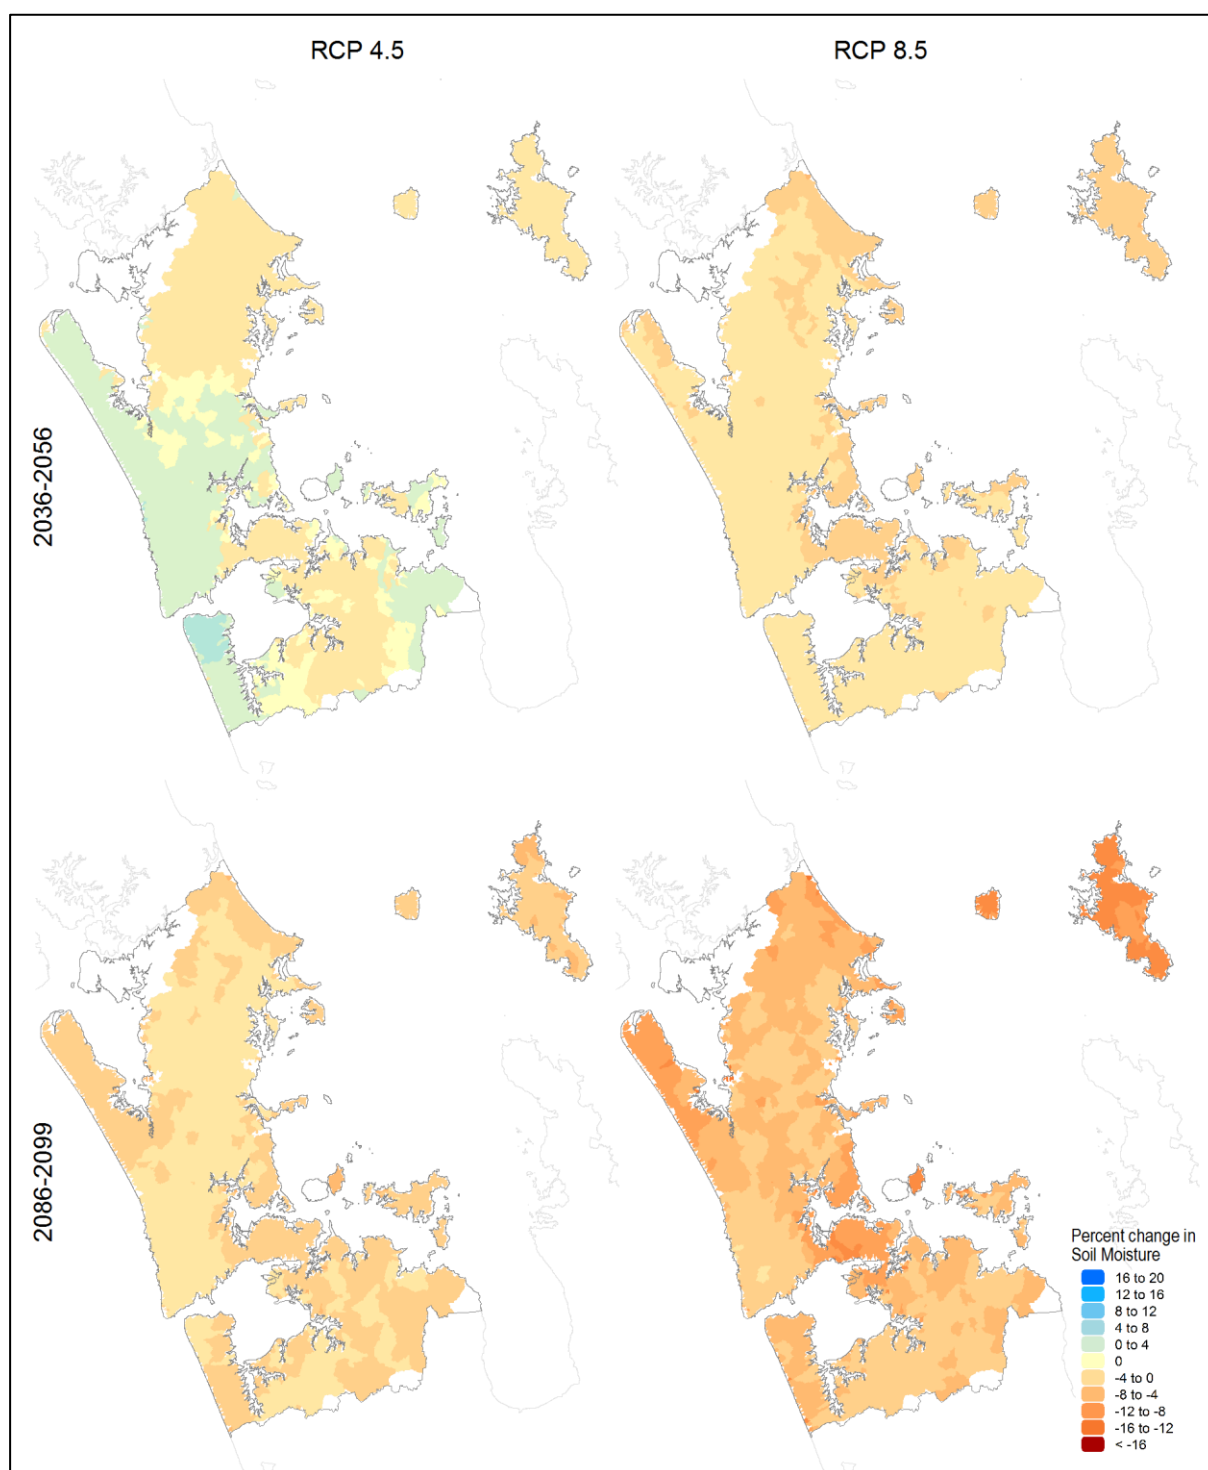 RCP 4.5
RCP 8.5
2036-2056
2086-2099
Percent change in
Soil Moisture
16 to 20
12 to 16
8 to 12
4 to 8
0 to 4
0
-4 to 0
-8 to -4
-12 to -8
-16 to -12
< -16